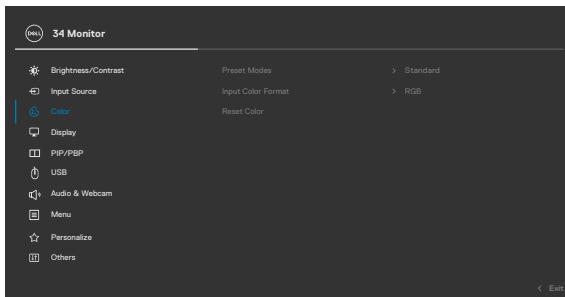 DELL 34 Monitor
Brightness/Contrast Preset Modes > Standard
Input Source Input Color Format > RGB
Color Reset Color
Display
PIP/PBP
USB
Audio & Webcam
Menu
Personalize
Others
< Exit